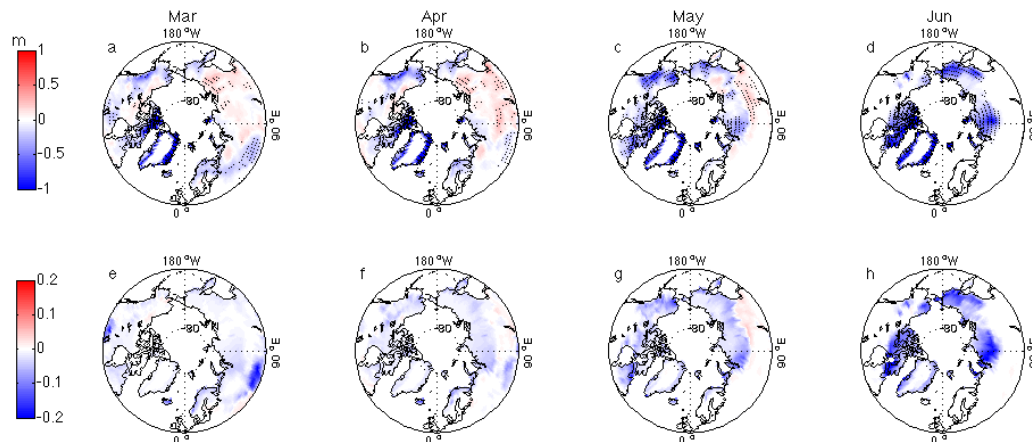 Mar Apr May Jun
m
a b c d
180 °W 180 °W 180 °W 180 °W
1
0.5
0
-0.5
-1
80 80 80 80
90 °E 90 °E 90 °E 90 °E
0 ° 0 ° 0 ° 0 °
e f g h
180 °W 180 °W 180 °W 180 °W
0.2
0.1
0
-0.1
-0.2
80 80 80 80
90 °E 90 °E 90 °E 90 °E
0 ° 0 ° 0 ° 0 °